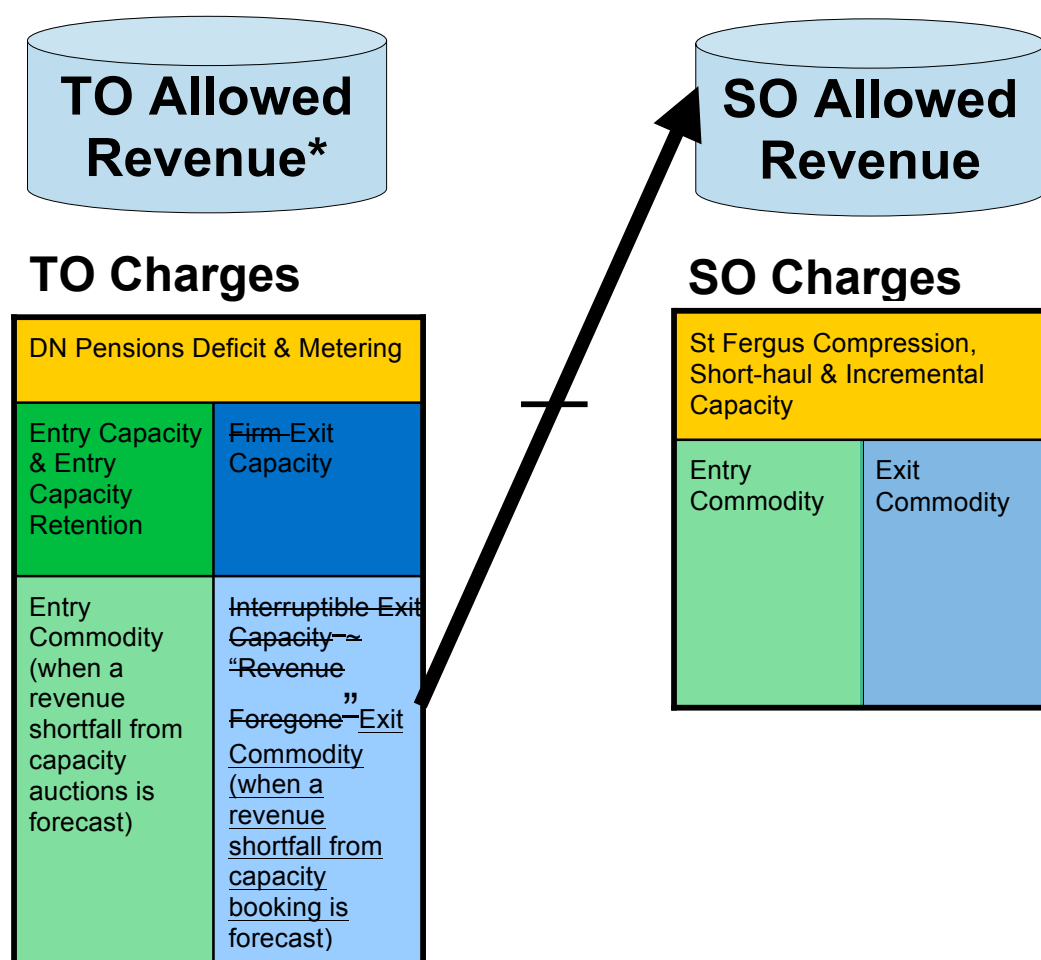 TO Allowed
Revenue*
SO Allowed
Revenue
TO Charges
DN Pensions Deficit & Metering
Entry Capacity
& Entry
Capacity
Retention
Firm Exit
Capacity
Entry
Commodity
(when a
revenue
shortfall from
capacity
auctions is
forecast)
Interruptible Exit
Capacity ~
“Revenue
Foregone” Exit
Commodity
(when a
revenue
shortfall from
capacity
booking is
forecast)
SO Charges
St Fergus Compression,
Short-haul & Incremental
Capacity
Entry
Commodity
Exit
Commodity